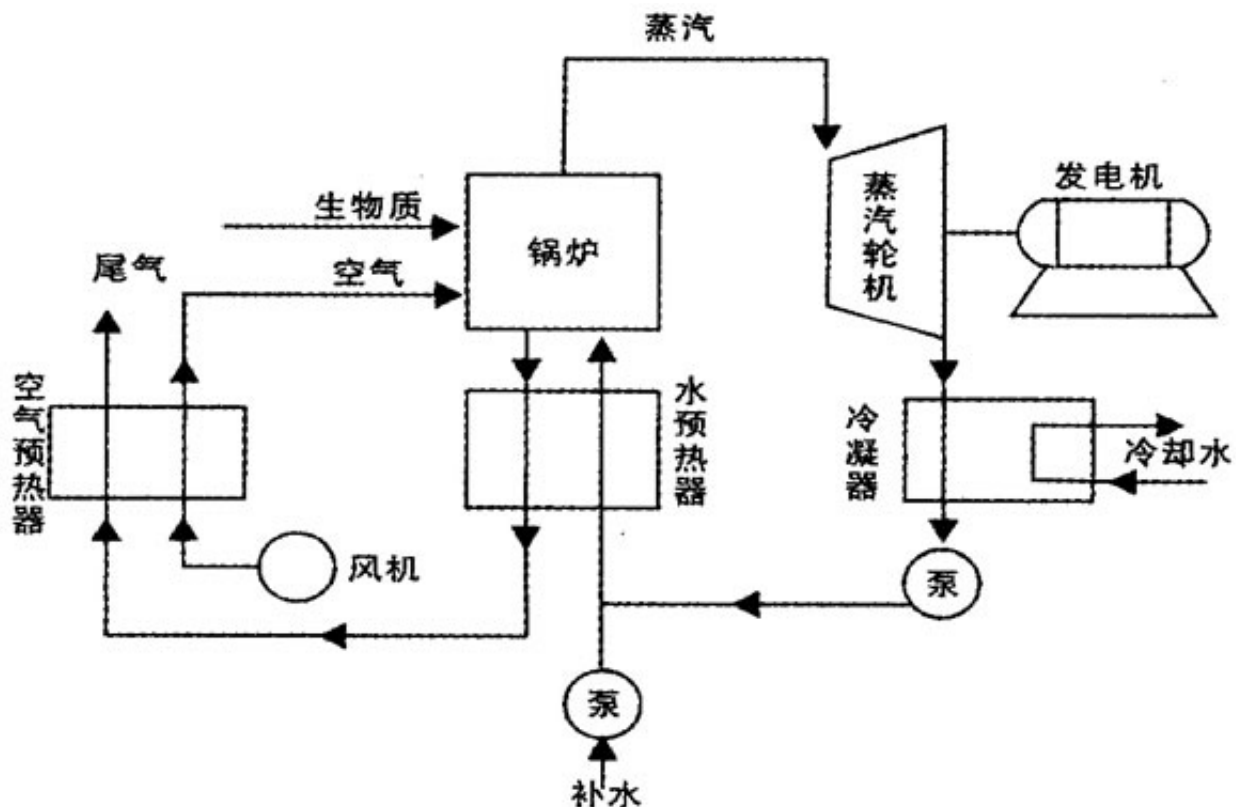 蒸汽
生物质
锅炉
蒸汽轮机
发电机
尾气
空气
空气预热器
水预热器
冷凝器
冷却水
风机
泵
泵
补水